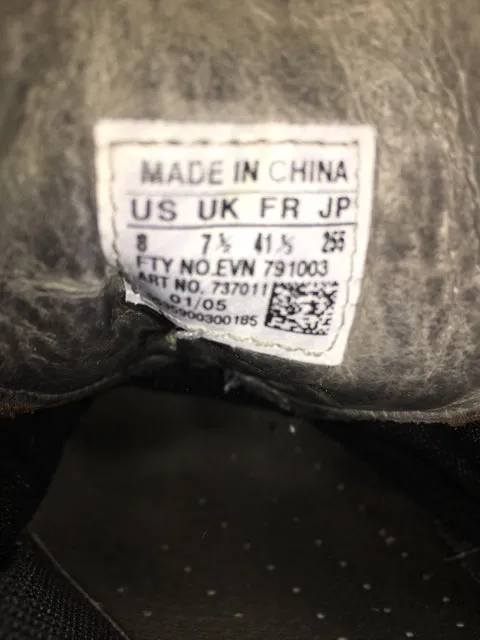 MADE IN CHINA
US UK FR JP
8 7½ 41⅓ 255
FTY NO.EVN 791003
ART NO. 737011
01/05
900300185